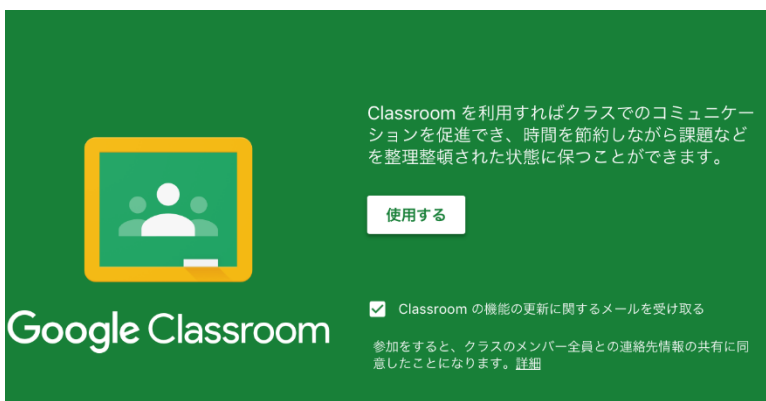 Classroom を利用すればクラスでのコミュニケー
ションを促進でき、時間を節約しながら課題など
を整理整頓された状態に保つことができます。
使用する
Google Classroom
Classroom の機能の更新に関するメールを受け取る
参加をすると、クラスのメンバー全員との連絡先情報の共有に同
意したことになります。詳細